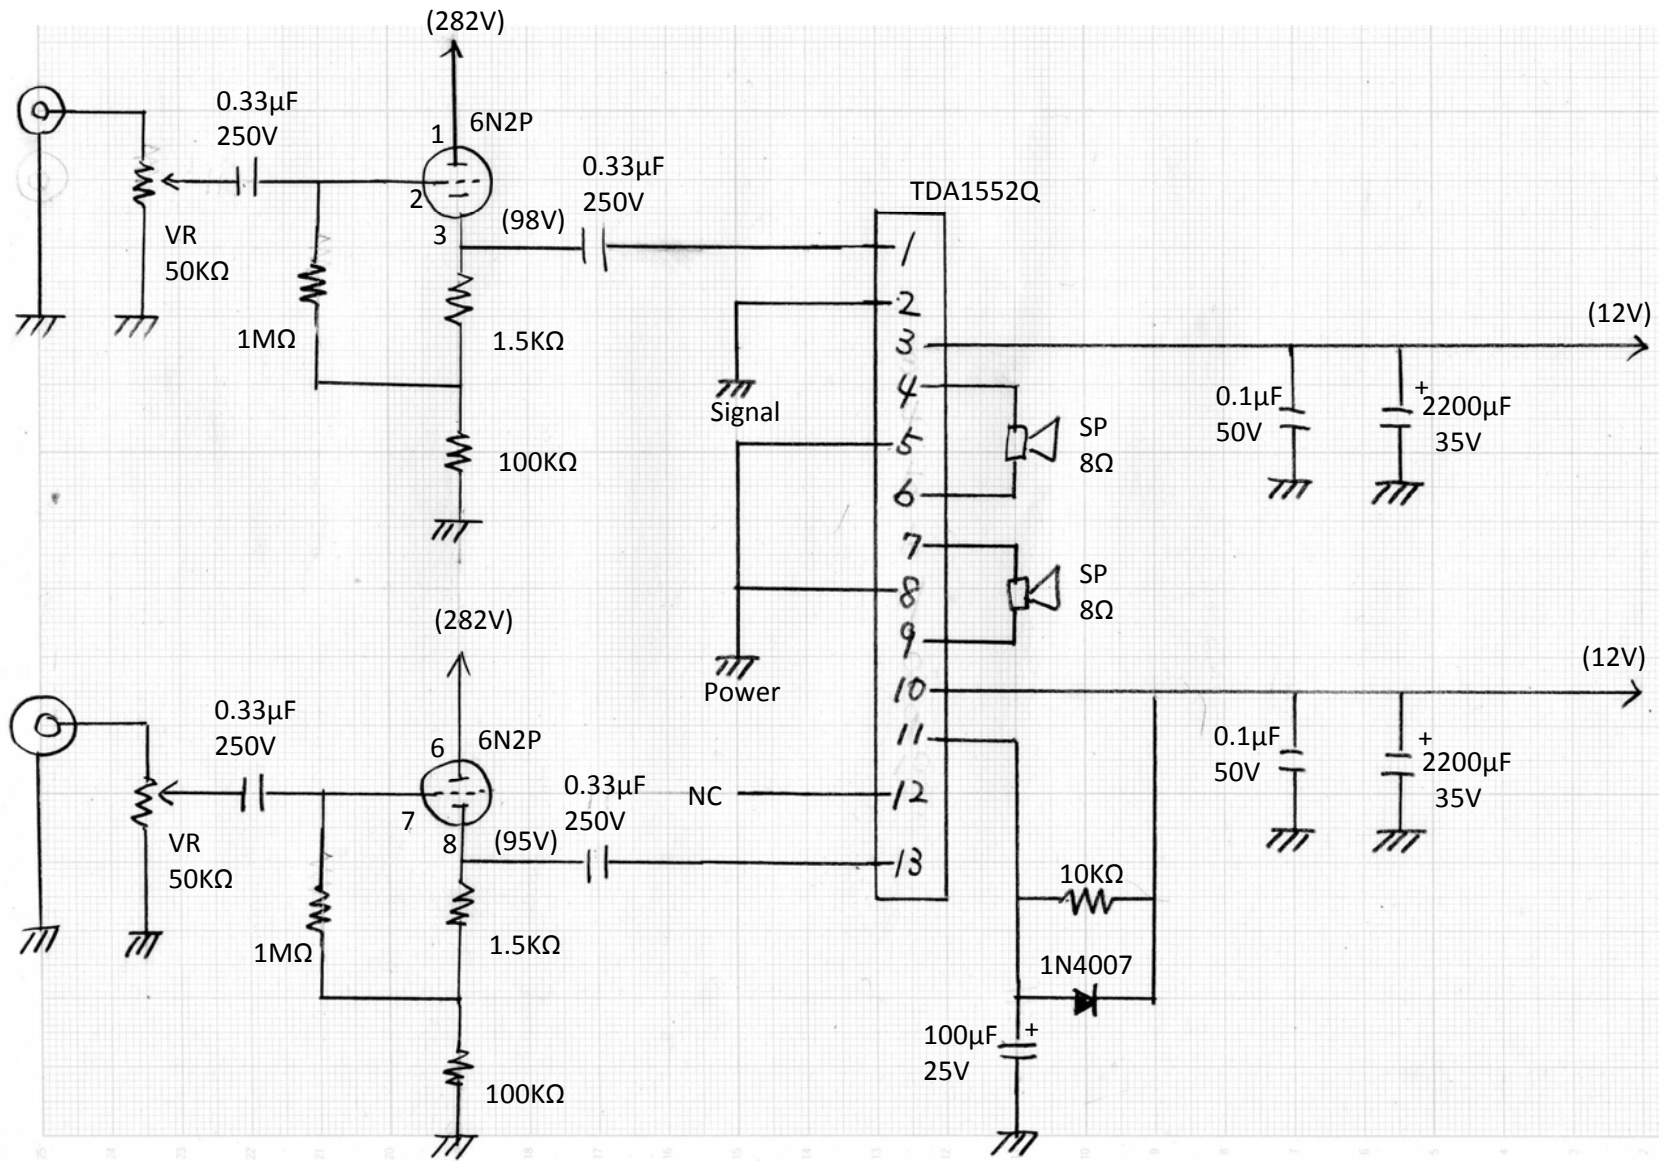 (282V)
0.33µF
250V
1
6N2P
2
3
(98V)
0.33µF
250V
VR
50KΩ
1MΩ
1.5KΩ
100KΩ
TDA1552Q
1
2
3
4
5
6
7
8
9
10
11
12
13
Signal
Power
NC
SP
8Ω
SP
8Ω
(12V)
0.1µF
50V
+
2200µF
35V
(12V)
0.1µF
50V
+
2200µF
35V
10KΩ
1N4007
100µF
25V
+
(282V)
0.33µF
250V
6
6N2P
7
8
(95V)
0.33µF
250V
VR
50KΩ
1MΩ
1.5KΩ
100KΩ